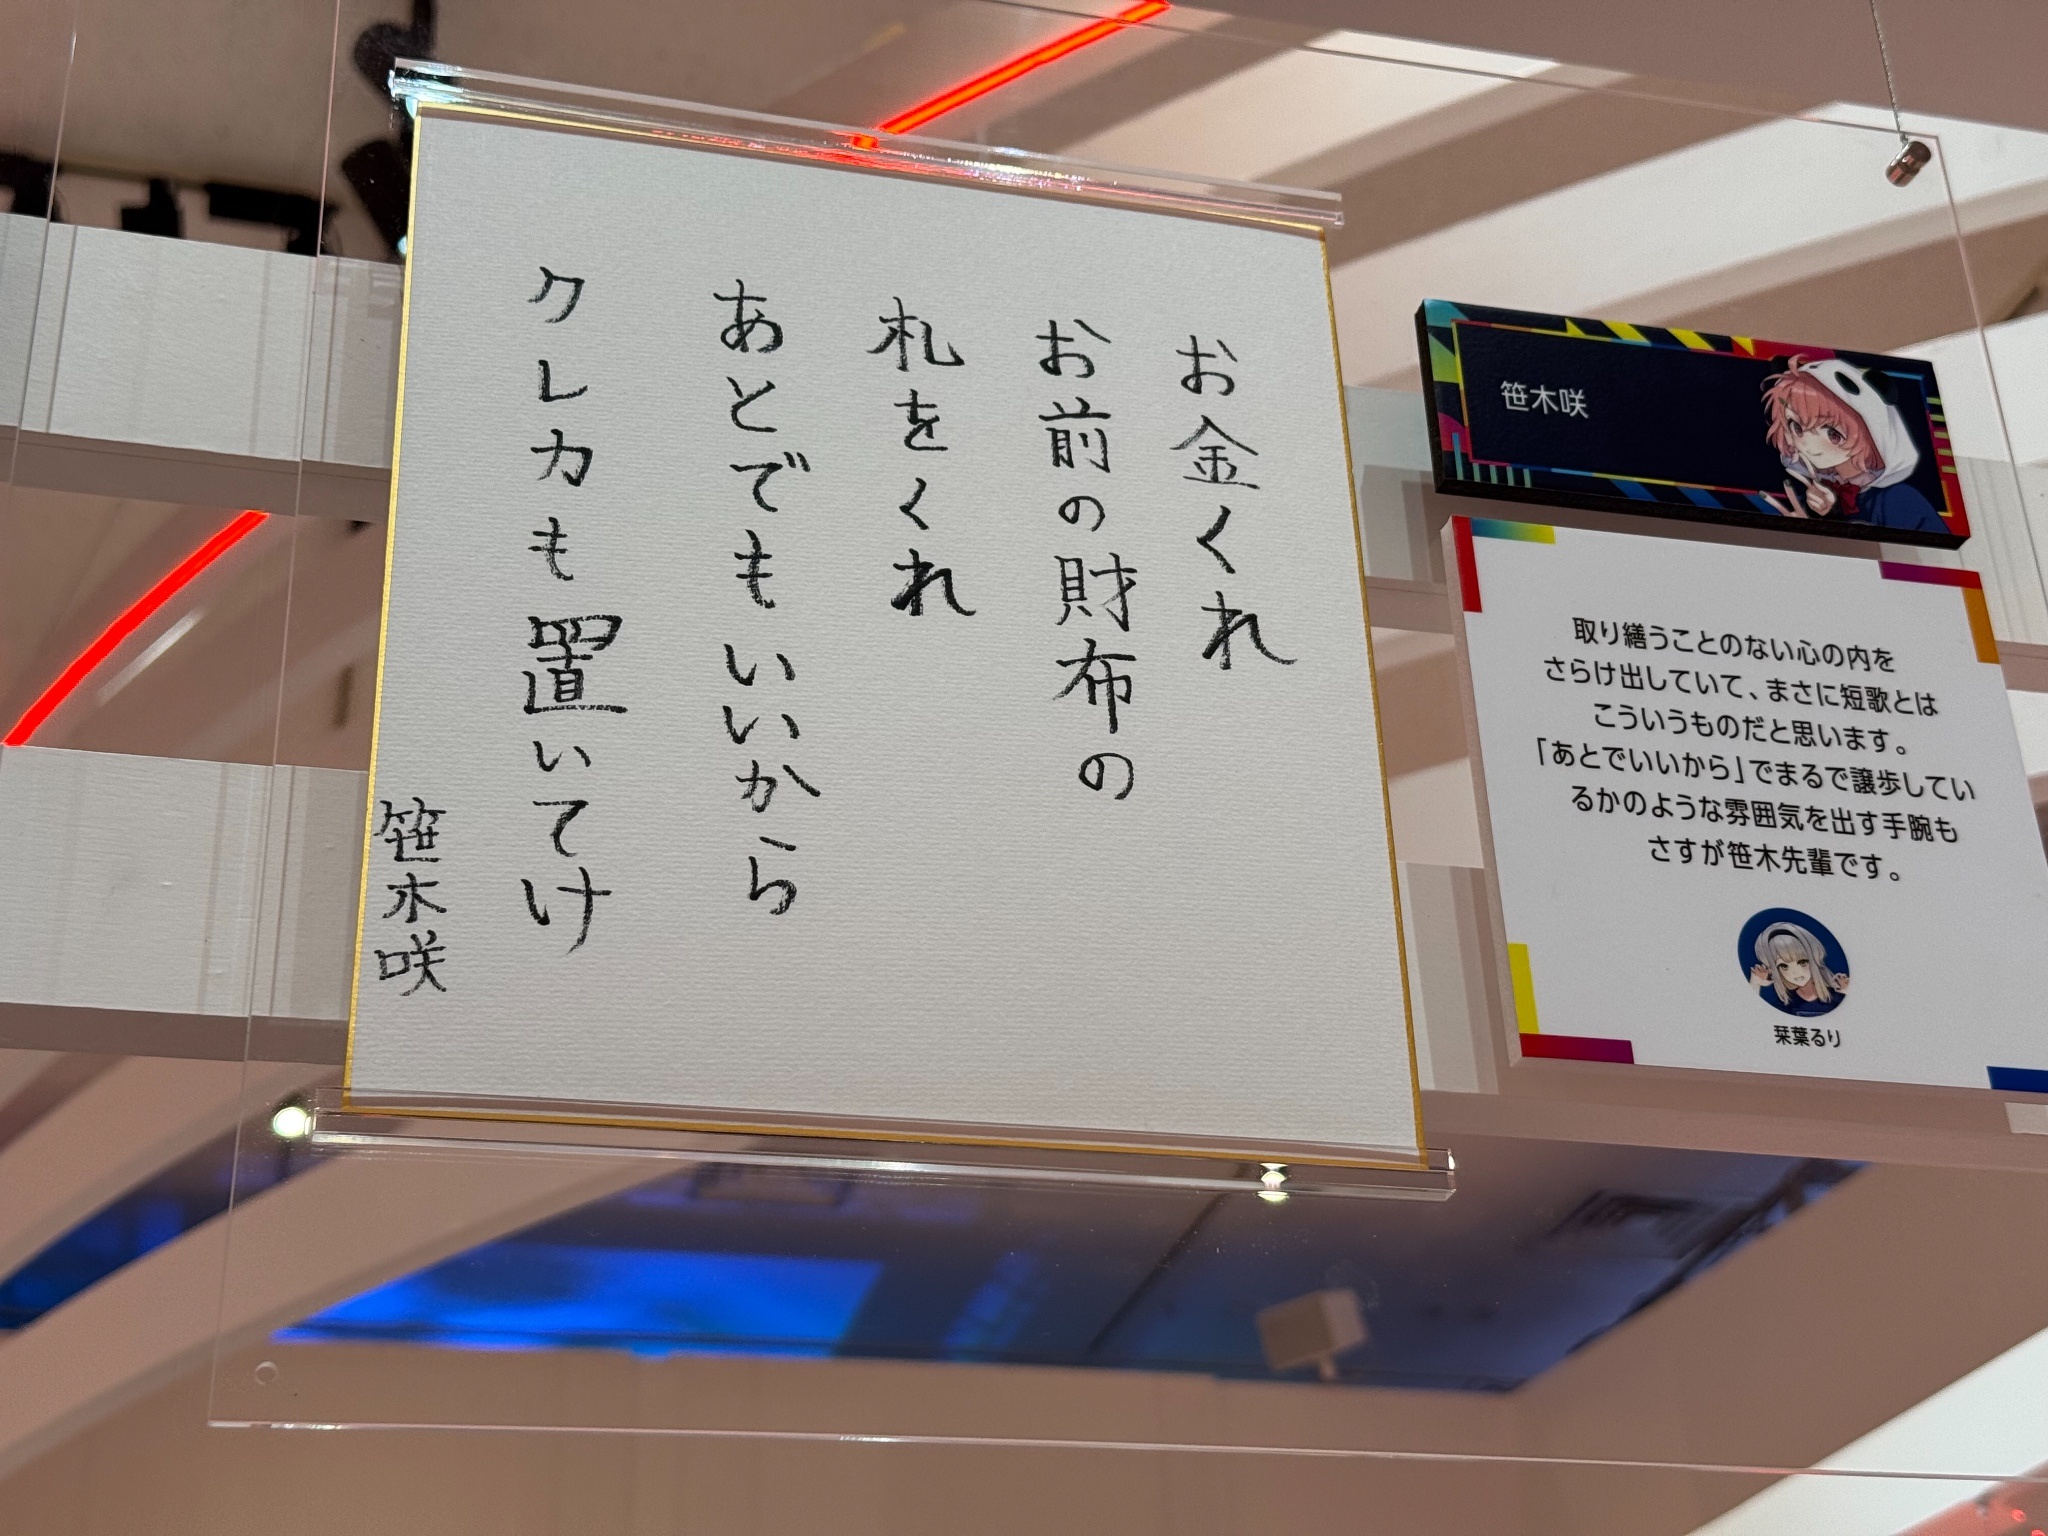 お金くれ
お前の財布の
札をくれ
あとでもいいから
クレカも置いてけ
笹木咲
笹木咲
取り繕うことのない心の内を
さらけ出していて、まさに短歌とは
こういうものだと思います。
「あとでいいから」でまるで譲歩してい
るかのような雰囲気を出す手腕も
さすが笹木先輩です。
栞葉るり